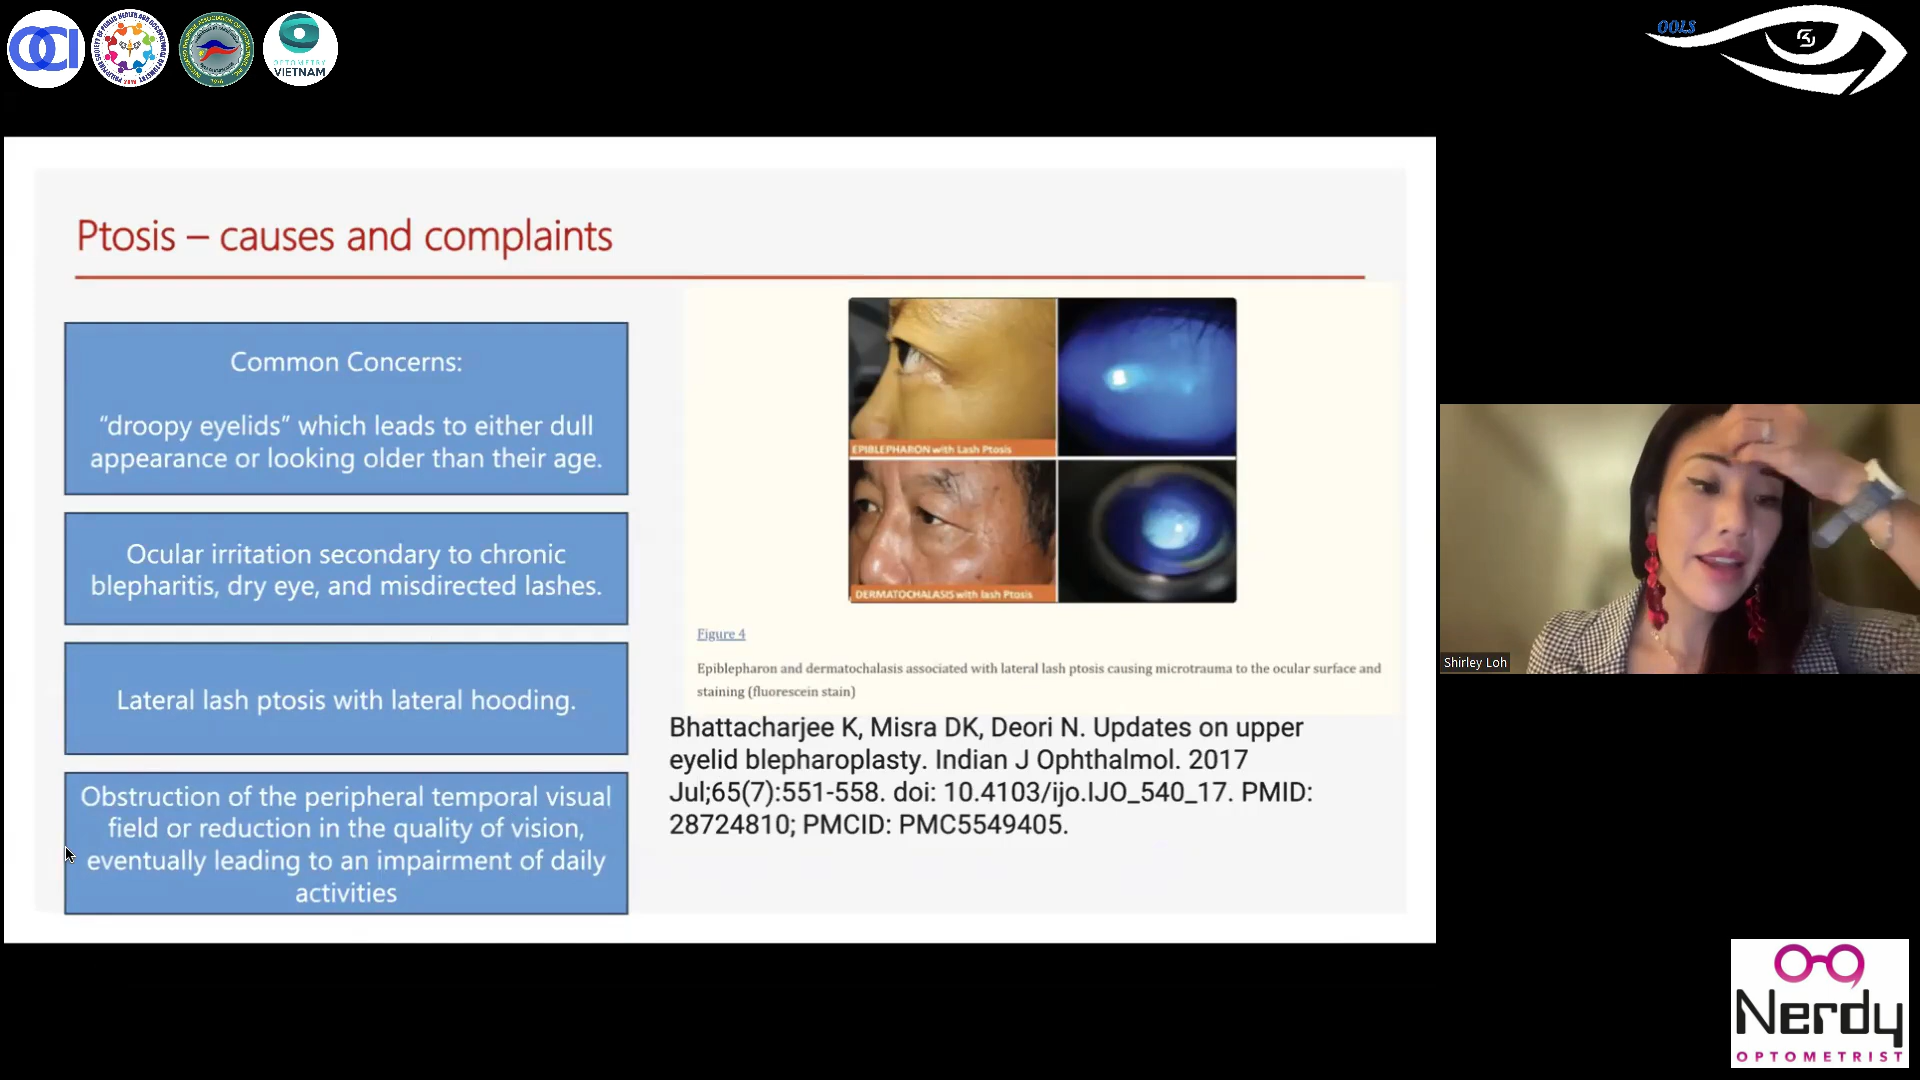 OCI
OPTOMETRY
VIETNAM
OOLS
Ptosis – causes and complaints
Common Concerns:
“droopy eyelids” which leads to either dull
appearance or looking older than their age.
Ocular irritation secondary to chronic
blepharitis, dry eye, and misdirected lashes.
Lateral lash ptosis with lateral hooding.
Obstruction of the peripheral temporal visual
field or reduction in the quality of vision,
eventually leading to an impairment of daily
activities
EPIBLEPHARON with Lash Ptosis
DERMATOCHALASIS with lash Ptosis
Figure 4
Epiblepharon and dermatochalasis associated with lateral lash ptosis causing microtrauma to the ocular surface and
staining (fluorescein stain)
Bhattacharjee K, Misra DK, Deori N. Updates on upper
eyelid blepharoplasty. Indian J Ophthalmol. 2017
Jul;65(7):551-558. doi: 10.4103/ijo.IJO_540_17. PMID:
28724810; PMCID: PMC5549405.
Shirley Loh
Nerdy
OPTOMETRIST